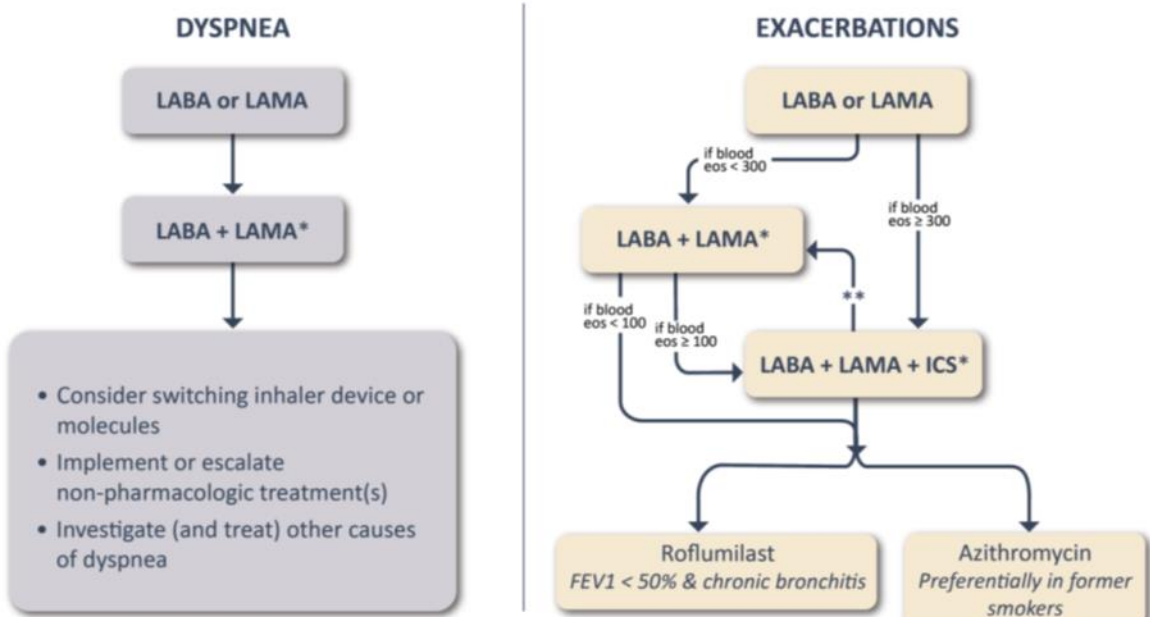 DYSPNEA
LABA or LAMA
LABA + LAMA*
• Consider switching inhaler device or
molecules
• Implement or escalate
non-pharmacologic treatment(s)
• Investigate (and treat) other causes
of dyspnea
EXACERBATIONS
LABA or LAMA
if blood
eos < 300
if blood
eos ≥ 300
LABA + LAMA*
**
if blood
eos < 100
if blood
eos ≥ 100
LABA + LAMA + ICS*
Roflumilast
FEV1 < 50% & chronic bronchitis
Azithromycin
Preferentially in former
smokers